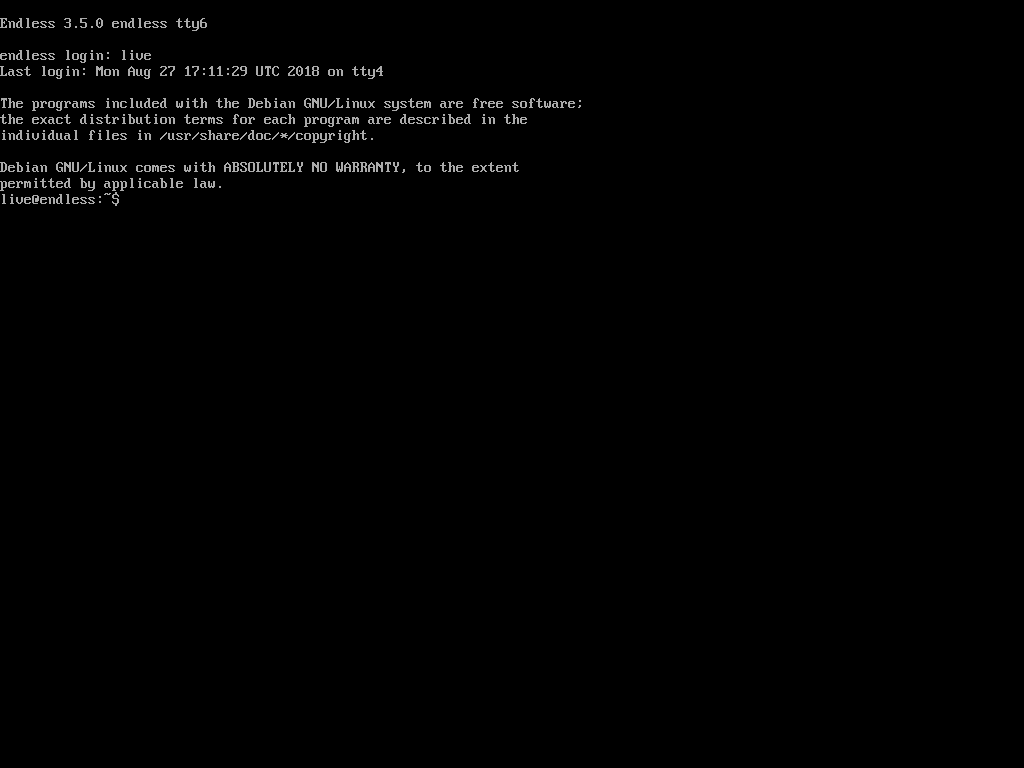 Endless 3.5.0 endless tty6
endless login: live
Last login: Mon Aug 27 17:11:29 UTC 2018 on tty4
The programs included with the Debian GNU/Linux system are free software;
the exact distribution terms for each program are described in the
individual files in /usr/share/doc/*/copyright.
Debian GNU/Linux comes with ABSOLUTELY NO WARRANTY, to the extent
permitted by applicable law.
live@endless:~$